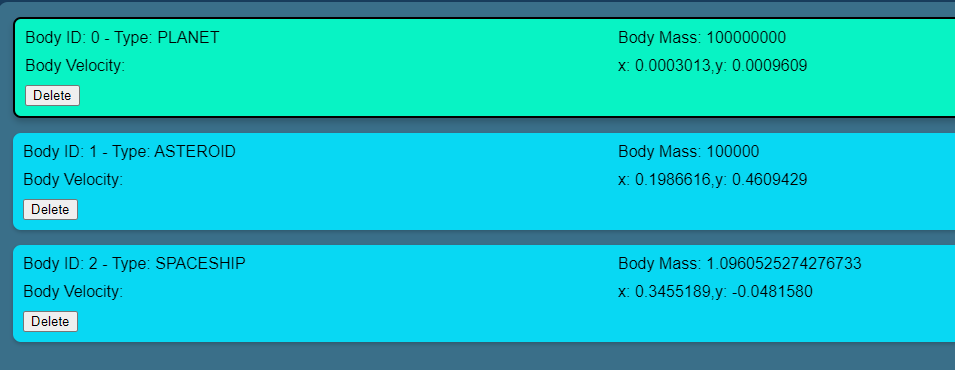 Body ID: 0 - Type: PLANET Body Mass: 100000000
Body Velocity: x: 0.0003013,y: 0.0009609
Delete
Body ID: 1 - Type: ASTEROID Body Mass: 100000
Body Velocity: x: 0.1986616,y: 0.4609429
Delete
Body ID: 2 - Type: SPACESHIP Body Mass: 1.0960525274276733
Body Velocity: x: 0.3455189,y: -0.0481580
Delete